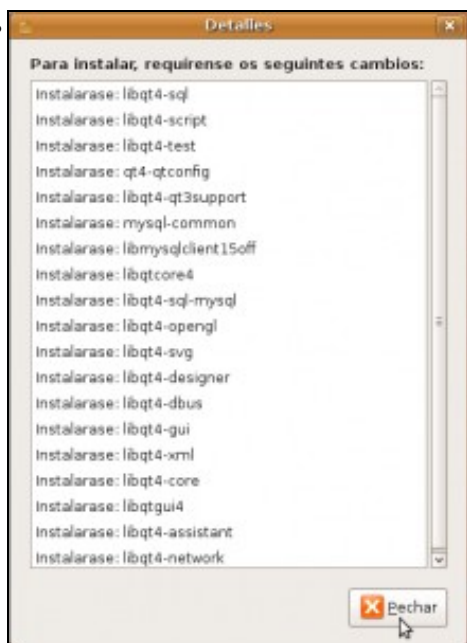 Detalles
Para instalar, requírense os seguintes cambios:
Instalarase: libqt4-sql
Instalarase: libqt4-script
Instalarase: libqt4-test
Instalarase: qt4-qtconfig
Instalarase: libqt4-qt3support
Instalarase: mysql-common
Instalarase: libmysqlclient15off
Instalarase: libqtcore4
Instalarase: libqt4-sql-mysql
Instalarase: libqt4-opengl
Instalarase: libqt4-svg
Instalarase: libqt4-designer
Instalarase: libqt4-dbus
Instalarase: libqt4-gui
Instalarase: libqt4-xml
Instalarase: libqt4-core
Instalarase: libqtgui4
Instalarase: libqt4-assistant
Instalarase: libqt4-network
Pechar